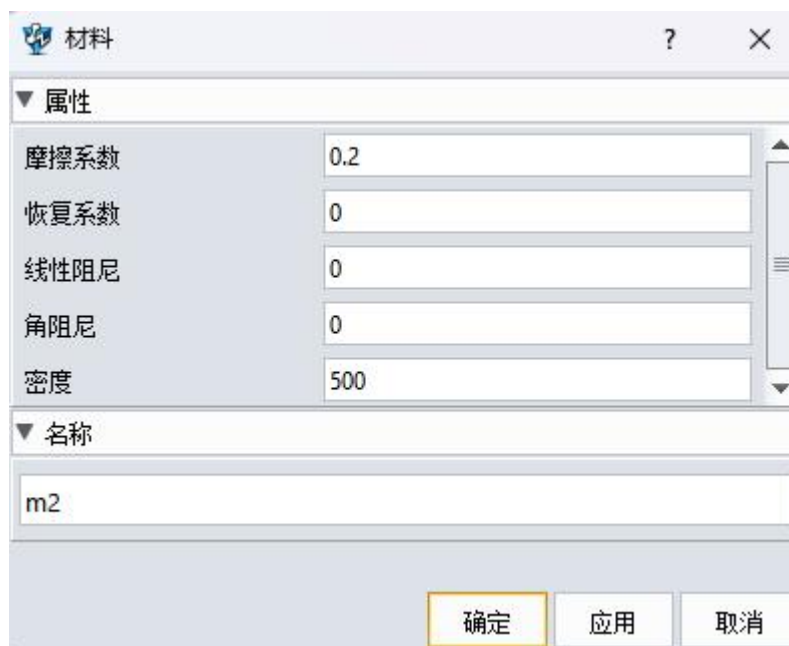 材料 ?
属性
摩擦系数 0.2
恢复系数 0
线性阻尼 0
角阻尼 0
密度 500
名称
m2
确定 应用 取消